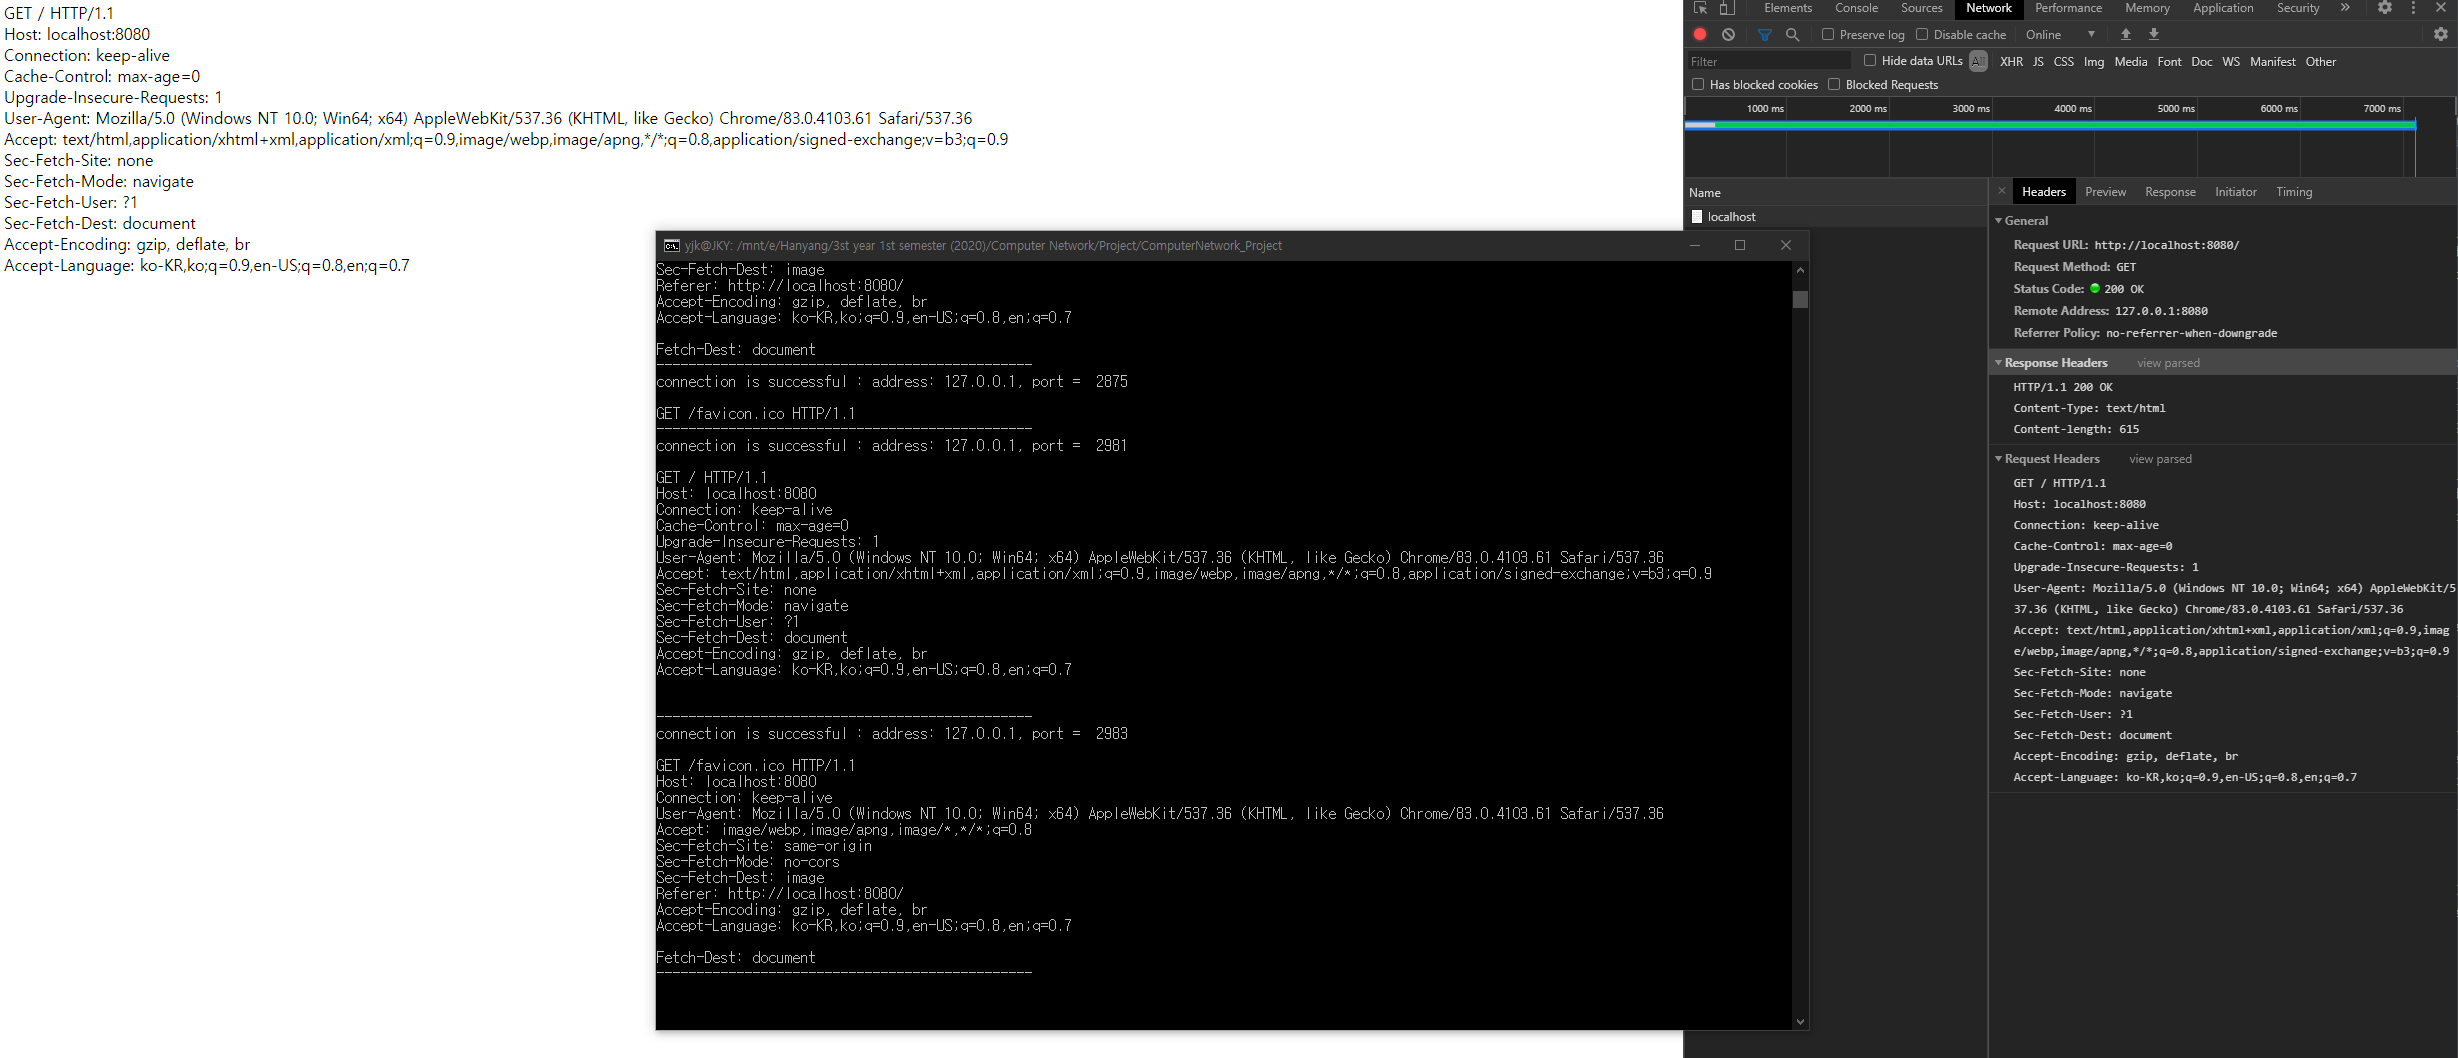 GET / HTTP/1.1
Host: localhost:8080
Connection: keep-alive
Cache-Control: max-age=0
Upgrade-Insecure-Requests: 1
User-Agent: Mozilla/5.0 (Windows NT 10.0; Win64; x64) AppleWebKit/537.36 (KHTML, like Gecko) Chrome/83.0.4103.61 Safari/537.36
Accept: text/html,application/xhtml+xml,application/xml;q=0.9,image/webp,image/apng,*/*;q=0.8,application/signed-exchange;v=b3;q=0.9
Sec-Fetch-Site: none
Sec-Fetch-Mode: navigate
Sec-Fetch-User: ?1
Sec-Fetch-Dest: document
Accept-Encoding: gzip, deflate, br
Accept-Language: ko-KR,ko;q=0.9,en-US;q=0.8,en;q=0.7
yjk@JKY: /mnt/e/Hanyang/3st year 1st semester (2020)/Computer Network/Project/ComputerNetwork_Project
Sec-Fetch-Dest: image
Referer: http://localhost:8080/
Accept-Encoding: gzip, deflate, br
Accept-Language: ko-KR,ko;q=0.9,en-US;q=0.8,en;q=0.7
Fetch-Dest: document
-----------------------------------------------
connection is successful : address: 127.0.0.1, port =  2875
GET /favicon.ico HTTP/1.1
-----------------------------------------------
connection is successful : address: 127.0.0.1, port =  2981
GET / HTTP/1.1
Host: localhost:8080
Connection: keep-alive
Cache-Control: max-age=0
Upgrade-Insecure-Requests: 1
User-Agent: Mozilla/5.0 (Windows NT 10.0; Win64; x64) AppleWebKit/537.36 (KHTML, like Gecko) Chrome/83.0.4103.61 Safari/537.36
Accept: text/html,application/xhtml+xml,application/xml;q=0.9,image/webp,image/apng,*/*;q=0.8,application/signed-exchange;v=b3;q=0.9
Sec-Fetch-Site: none
Sec-Fetch-Mode: navigate
Sec-Fetch-User: ?1
Sec-Fetch-Dest: document
Accept-Encoding: gzip, deflate, br
Accept-Language: ko-KR,ko;q=0.9,en-US;q=0.8,en;q=0.7
-----------------------------------------------
connection is successful : address: 127.0.0.1, port =  2983
GET /favicon.ico HTTP/1.1
Host: localhost:8080
Connection: keep-alive
User-Agent: Mozilla/5.0 (Windows NT 10.0; Win64; x64) AppleWebKit/537.36 (KHTML, like Gecko) Chrome/83.0.4103.61 Safari/537.36
Accept: image/webp,image/apng,image/*,*/*;q=0.8
Sec-Fetch-Site: same-origin
Sec-Fetch-Mode: no-cors
Sec-Fetch-Dest: image
Referer: http://localhost:8080/
Accept-Encoding: gzip, deflate, br
Accept-Language: ko-KR,ko;q=0.9,en-US;q=0.8,en;q=0.7
Fetch-Dest: document
-----------------------------------------------
Elements Console Sources Network Performance Memory Application Security »
Preserve log Disable cache Online
Filter Hide data URLs All XHR JS CSS Img Media Font Doc WS Manifest Other
Has blocked cookies Blocked Requests
1000 ms 2000 ms 3000 ms 4000 ms 5000 ms 6000 ms 7000 ms
Name
localhost
Headers Preview Response Initiator Timing
General
Request URL: http://localhost:8080/
Request Method: GET
Status Code: 200 OK
Remote Address: 127.0.0.1:8080
Referrer Policy: no-referrer-when-downgrade
Response Headers view parsed
HTTP/1.1 200 OK
Content-Type: text/html
Content-length: 615
Request Headers view parsed
GET / HTTP/1.1
Host: localhost:8080
Connection: keep-alive
Cache-Control: max-age=0
Upgrade-Insecure-Requests: 1
User-Agent: Mozilla/5.0 (Windows NT 10.0; Win64; x64) AppleWebKit/5
37.36 (KHTML, like Gecko) Chrome/83.0.4103.61 Safari/537.36
Accept: text/html,application/xhtml+xml,application/xml;q=0.9,imag
e/webp,image/apng,*/*;q=0.8,application/signed-exchange;v=b3;q=0.9
Sec-Fetch-Site: none
Sec-Fetch-Mode: navigate
Sec-Fetch-User: ?1
Sec-Fetch-Dest: document
Accept-Encoding: gzip, deflate, br
Accept-Language: ko-KR,ko;q=0.9,en-US;q=0.8,en;q=0.7